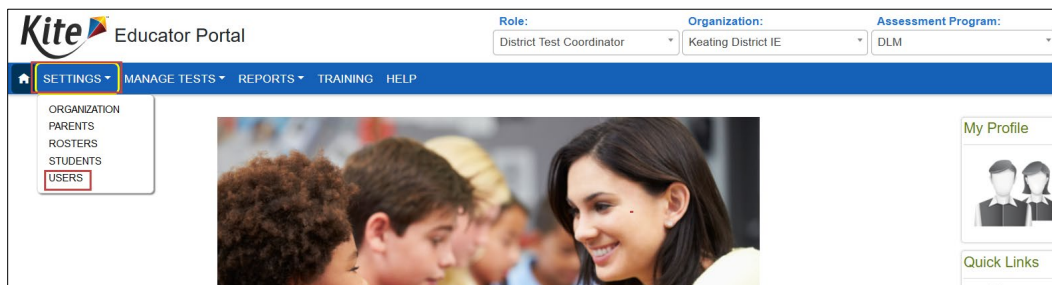 Kite Educator Portal
Role: Organization: Assessment Program:
District Test Coordinator Keating District IE DLM
SETTINGS MANAGE TESTS REPORTS TRAINING HELP
ORGANIZATION
PARENTS
ROSTERS
STUDENTS
USERS
My Profile
Quick Links